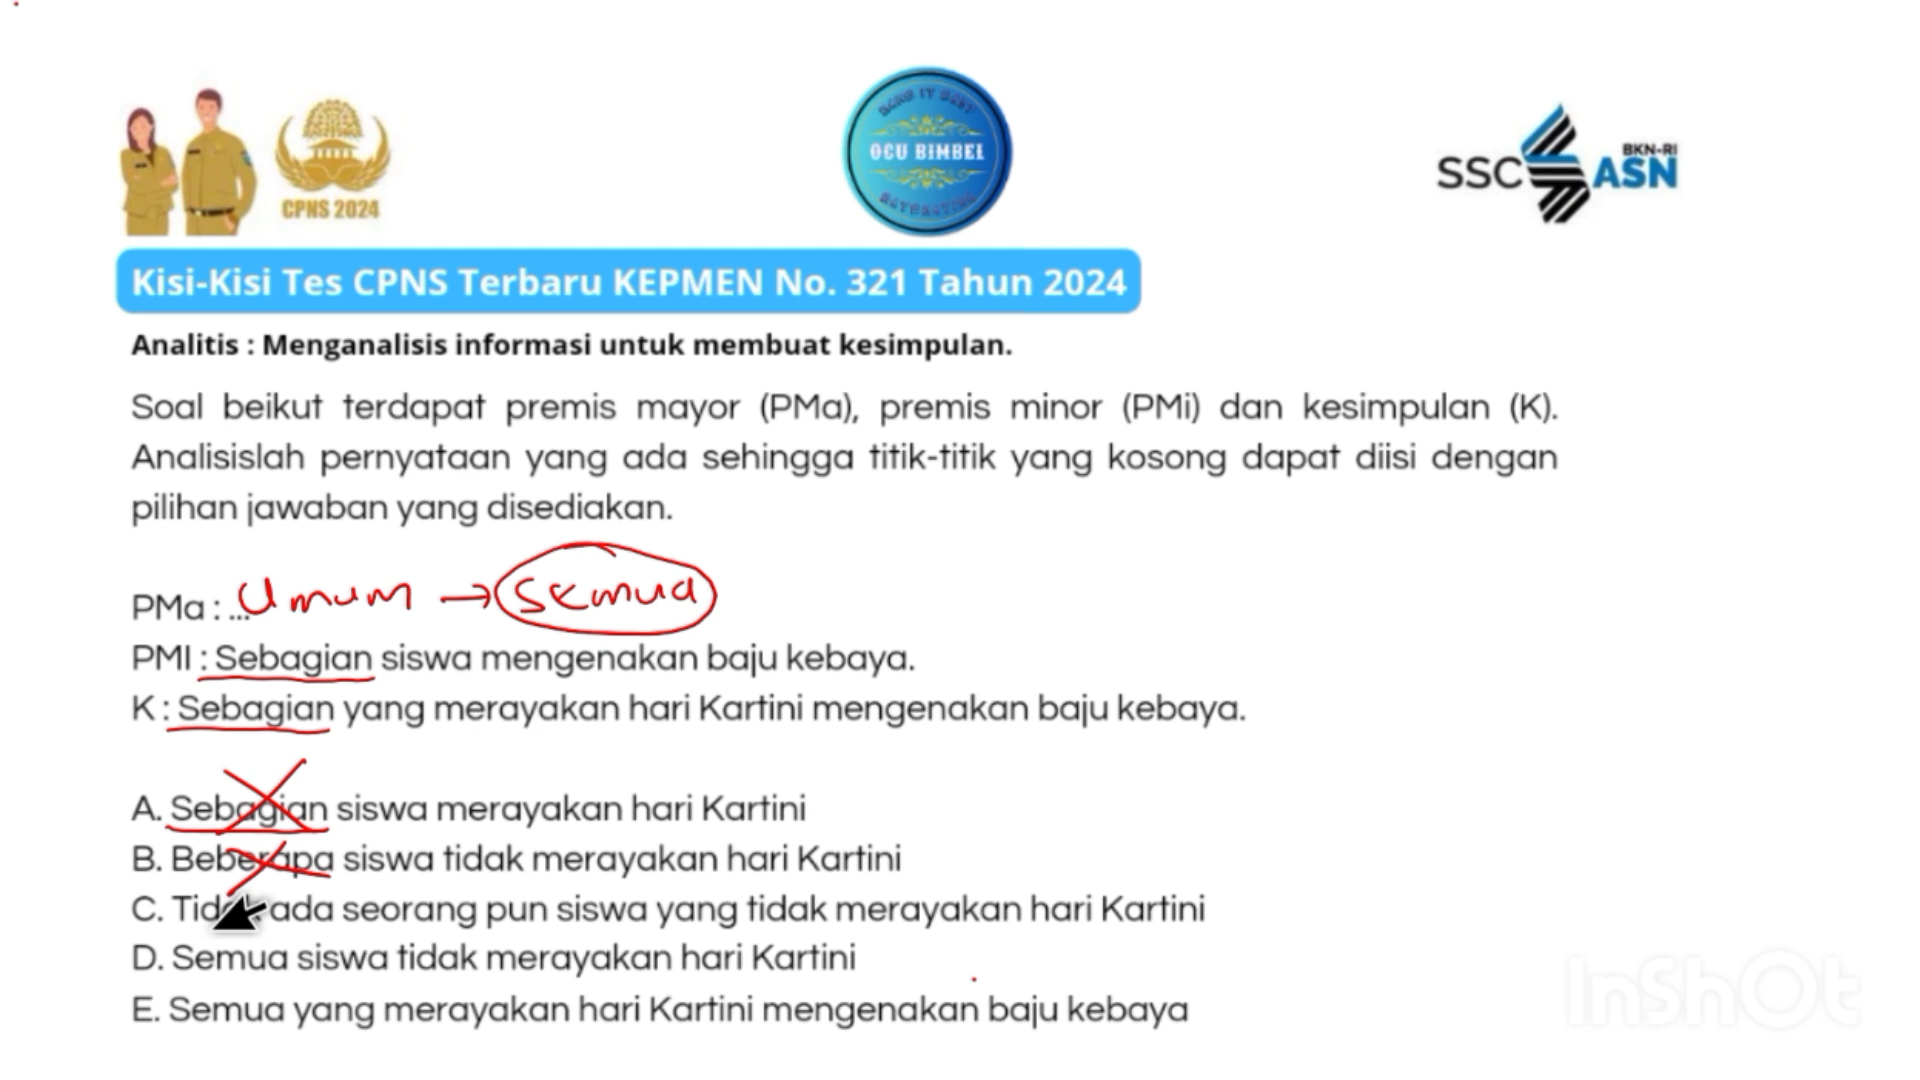 CPNS 2024
OCU BIMBEL
BKN-RI
SSC ASN
Kisi-Kisi Tes CPNS Terbaru KEPMEN No. 321 Tahun 2024
Analitis : Menganalisis informasi untuk membuat kesimpulan.
Soal beikut terdapat premis mayor (PMa), premis minor (PMi) dan kesimpulan (K).
Analisislah pernyataan yang ada sehingga titik-titik yang kosong dapat diisi dengan
pilihan jawaban yang disediakan.
PMa : ... Umum → Semua
PMI : Sebagian siswa mengenakan baju kebaya.
K : Sebagian yang merayakan hari Kartini mengenakan baju kebaya.
A. Sebagian siswa merayakan hari Kartini
B. Beberapa siswa tidak merayakan hari Kartini
C. Tidak ada seorang pun siswa yang tidak merayakan hari Kartini
D. Semua siswa tidak merayakan hari Kartini
E. Semua yang merayakan hari Kartini mengenakan baju kebaya
InShOt